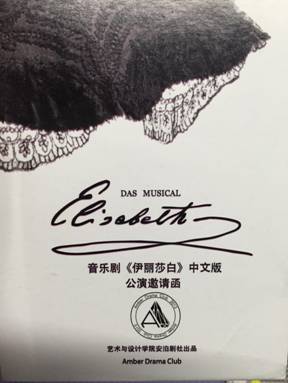 DAS MUSICAL
Elisabeth
音乐剧《伊丽莎白》中文版
公演邀请函
艺术与设计学院安泊剧社出品
Amber Drama Club